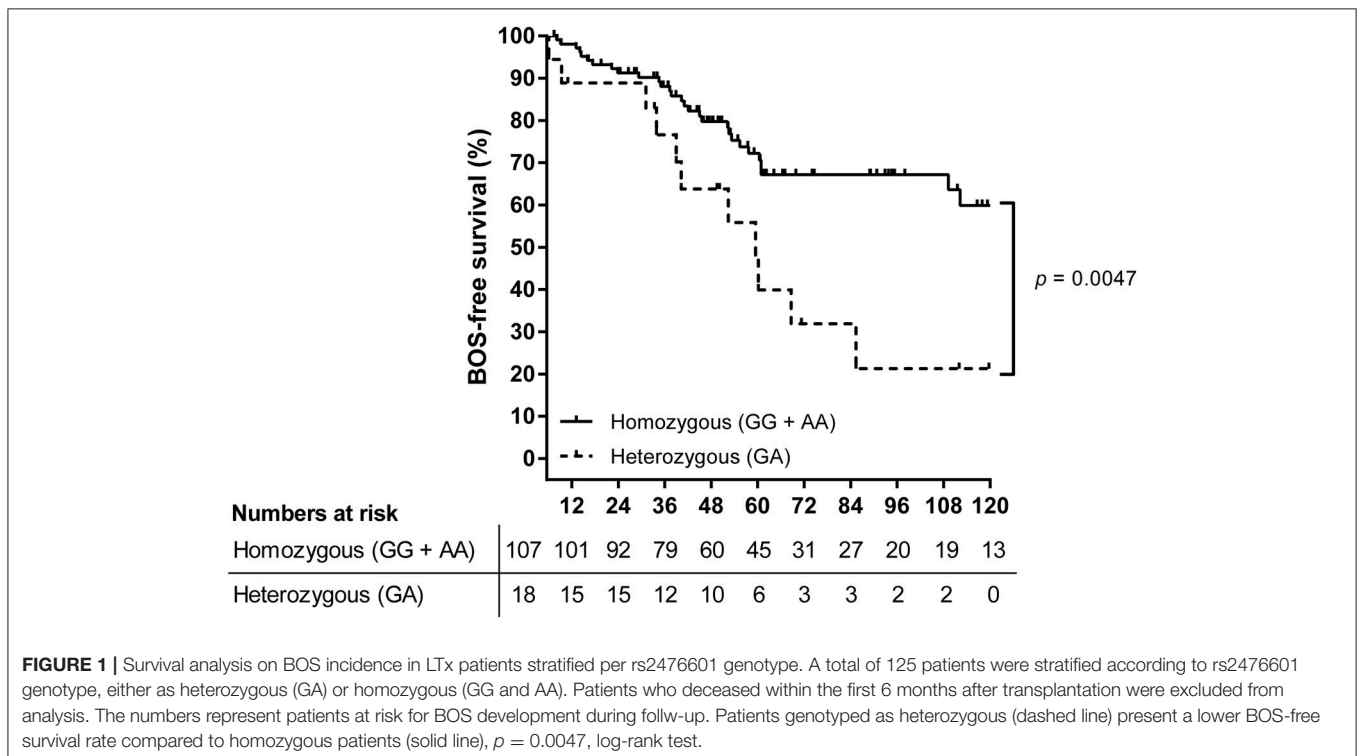 100
90
80
70
60
50
40
30
20
10
0
BOS-free survival (%)
p = 0.0047
Homozygous (GG + AA)
Heterozygous (GA)
12 24 36 48 60 72 84 96 108 120
Numbers at risk
Homozygous (GG + AA) 107 101 92 79 60 45 31 27 20 19 13
Heterozygous (GA) 18 15 15 12 10 6 3 3 2 2 0
FIGURE 1 | Survival analysis on BOS incidence in LTx patients stratified per rs2476601 genotype. A total of 125 patients were stratified according to rs2476601
genotype, either as heterozygous (GA) or homozygous (GG and AA). Patients who deceased within the first 6 months after transplantation were excluded from
analysis. The numbers represent patients at risk for BOS development during follw-up. Patients genotyped as heterozygous (dashed line) present a lower BOS-free
survival rate compared to homozygous patients (solid line), p = 0.0047, log-rank test.